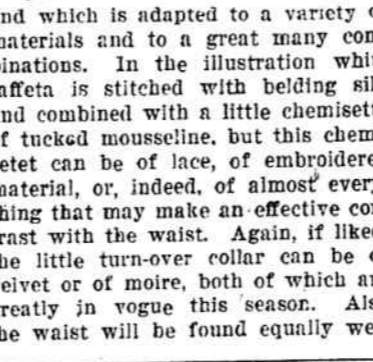 nd which is adapted to a variety
naterials and to a great many con
inations. In the illustration whi
affeta is stitched with belding sil
nd combined with a little chemisett
f tucked mousseline, but this chem
etet can be of lace, of embroidere
naterial, or, indeed, of almost ever
hing that may make an effective con
rast with the waist. Again, if liked
he little turn-over collar can be
elvet or of moire, both of which ar
reatly in vogue this season. Als
he waist will be found equally we